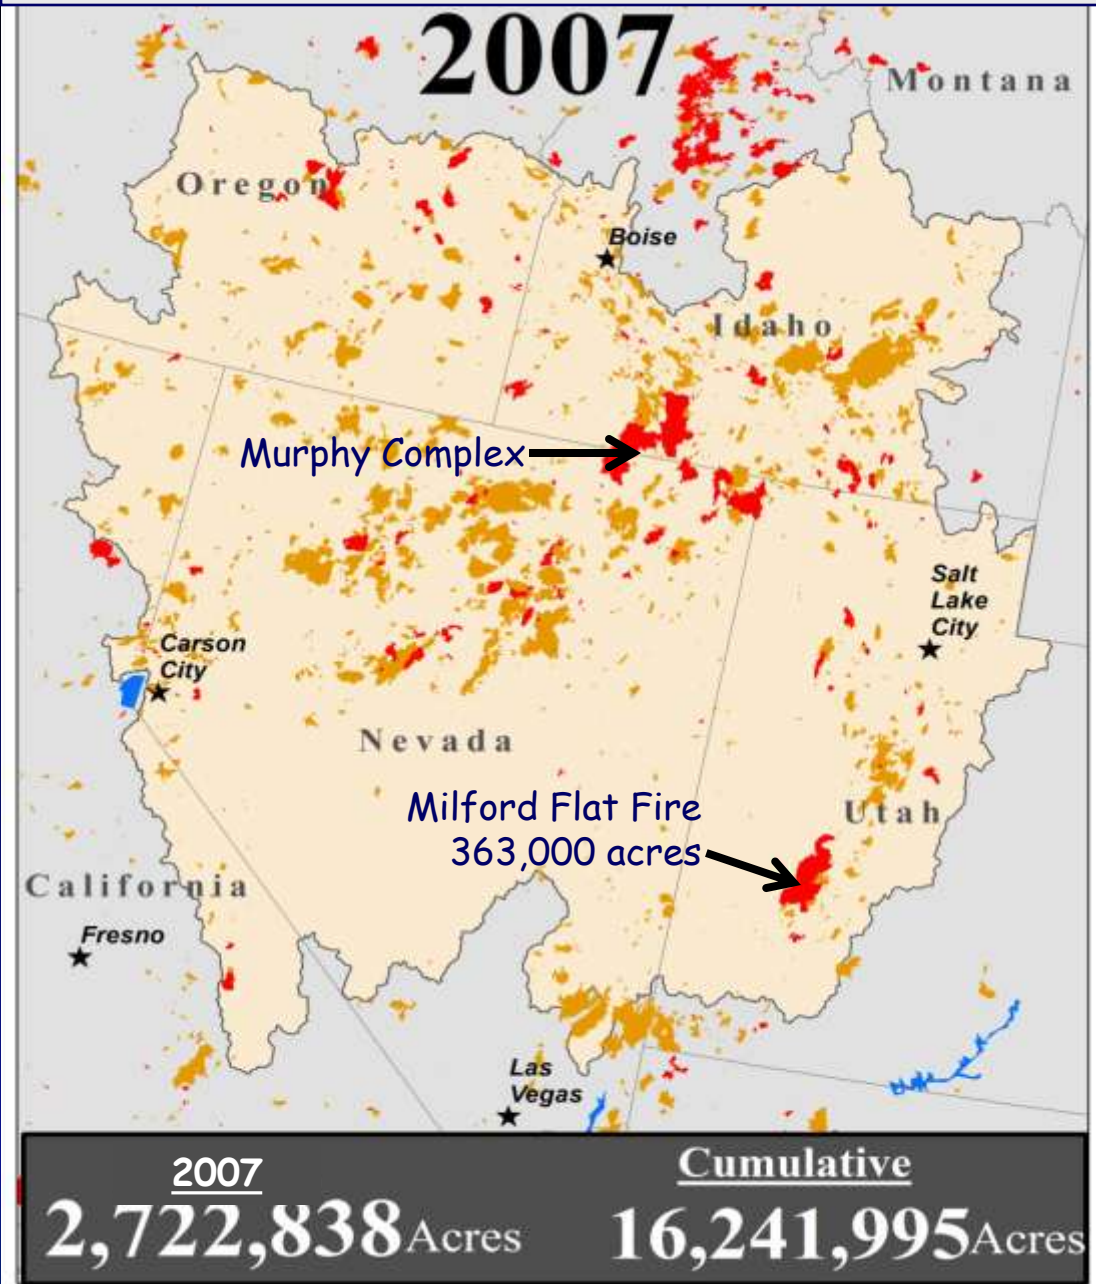 2007
Montana
Oregon
Boise
Idaho
Murphy Complex
Salt
Lake
City
Carson
City
Nevada
Milford Flat Fire
363,000 acres
Utah
California
Fresno
Las
Vegas
2007
2,722,838 Acres
Cumulative
16,241,995 Acres